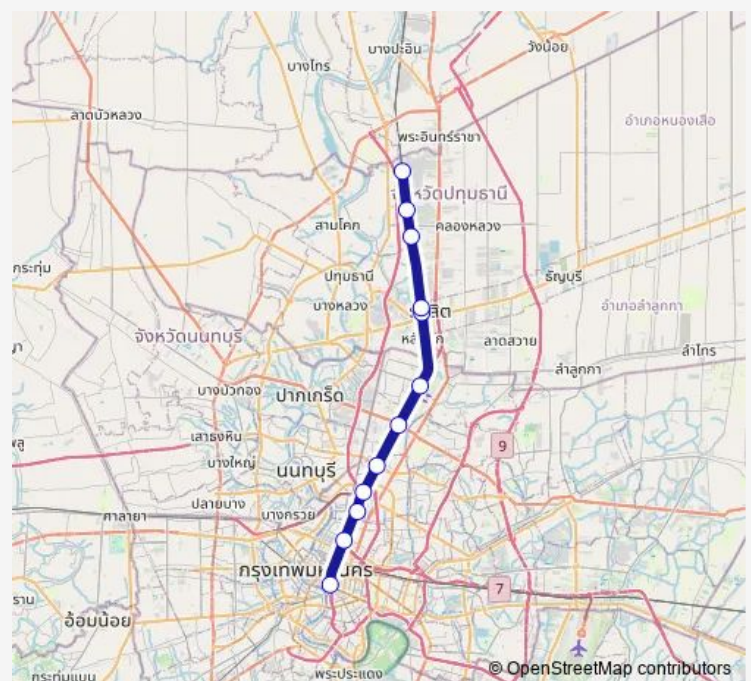 บางปะอิน
วังน้อย
บางไทร
ลาดบัวหลวง
อำเภอหนองเสือ
พระอินทร์ราชา
สามโคก
คลองหลวง
กระทุ่ม
ปทุมธานี
ธัญบุรี
บางหลวง
อำเภอลำลูกกา
จังหวัดนนทบุรี
ลาดสวาย
ลำไทร
ลำลูกกา
บางบัวทอง
ปากเกร็ด
เสาธงหิน
9
บางใหญ่
นนทบุรี
ปลายบาง
บางกรวย
ศาลายา
7
อ้อมน้อย
พระประแดง
กระทุ่มแบน
© OpenStreetMap contributors